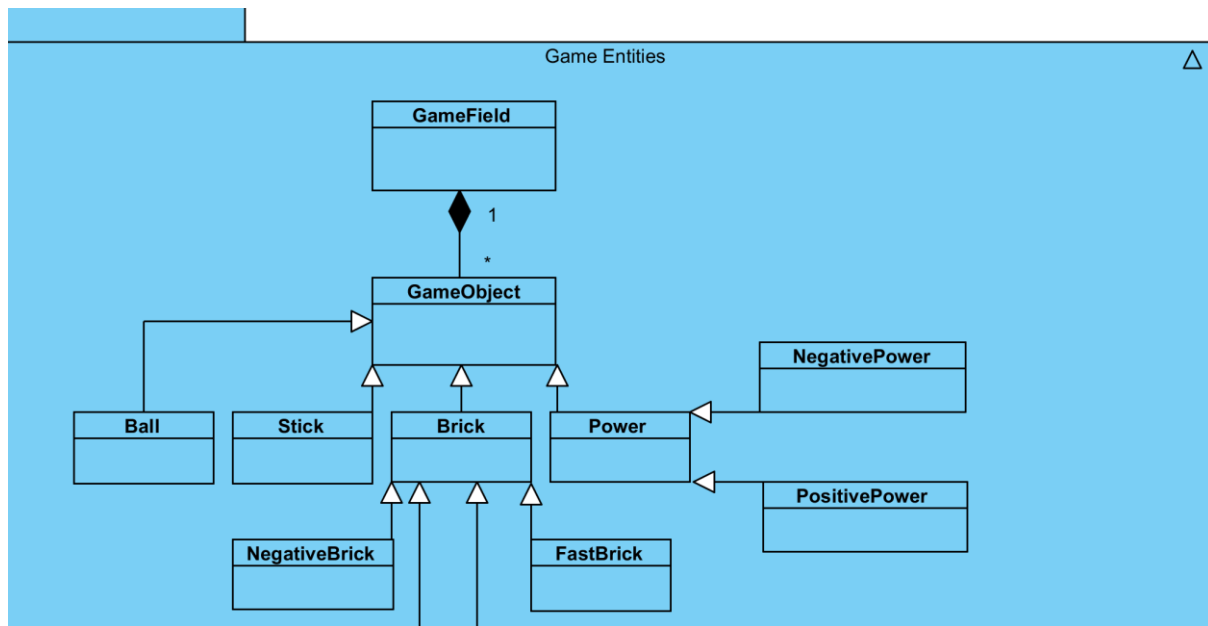 Game Entities
GameField
1
*
GameObject
NegativePower
Ball
Stick
Brick
Power
PositivePower
NegativeBrick
FastBrick